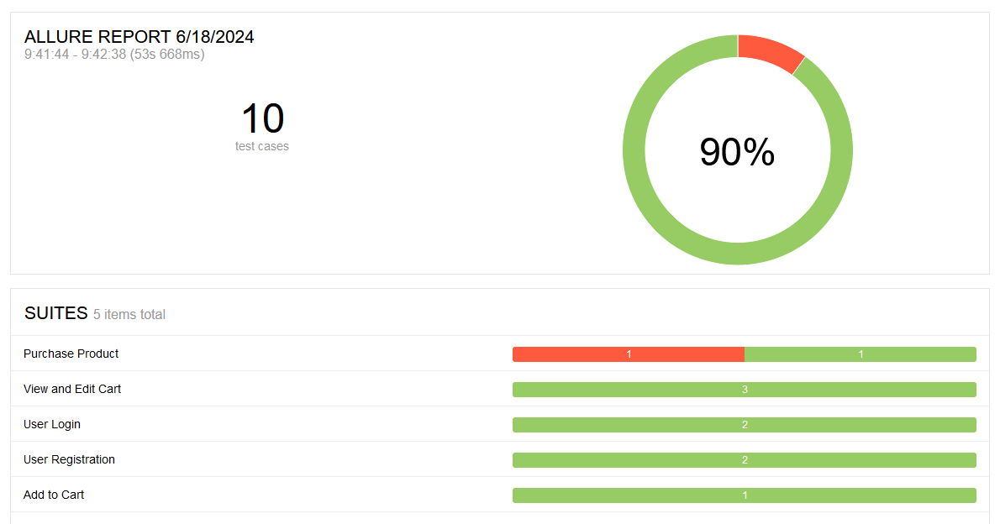 ALLURE REPORT 6/18/2024
9:41:44 - 9:42:38 (53s 668ms)
10
test cases
90%
SUITES 5 items total
Purchase Product 1 1
View and Edit Cart 3
User Login 2
User Registration 2
Add to Cart 1